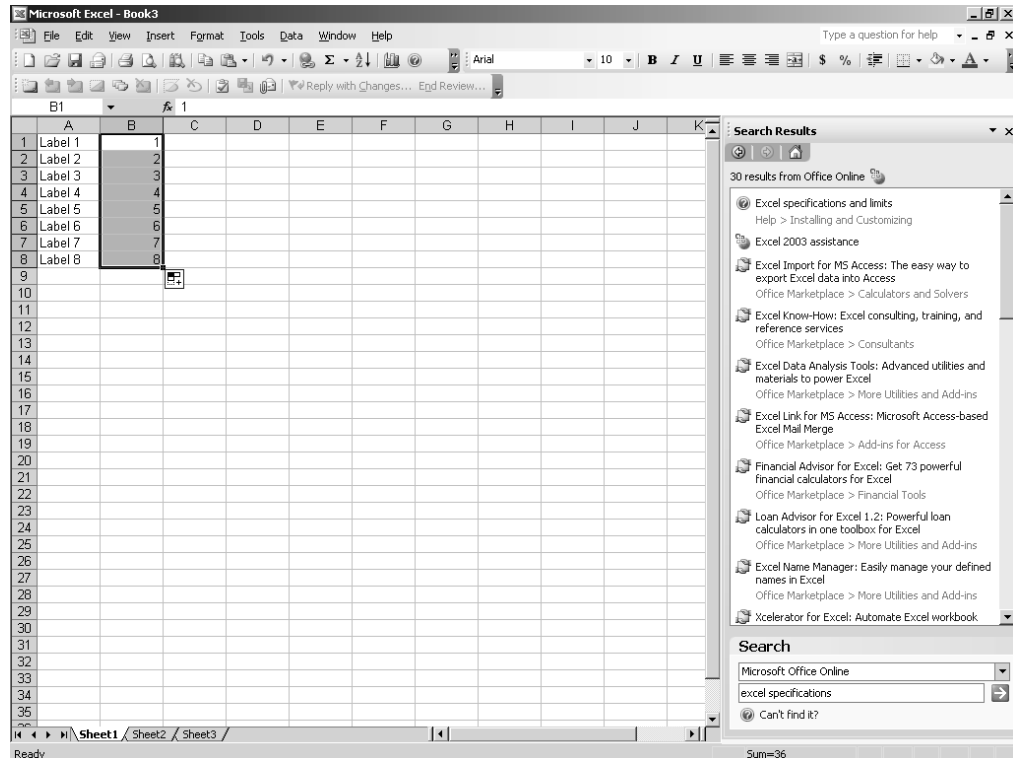 Microsoft Excel - Book3
File Edit View Insert Format Tools Data Window Help
Type a question for help
Arial 10 B I U $ %
Reply with Changes... End Review...
B1 fx 1
A B C D E F G H I J K
1 Label 1 1
2 Label 2 2
3 Label 3 3
4 Label 4 4
5 Label 5 5
6 Label 6 6
7 Label 7 7
8 Label 8 8
9
10
11
12
13
14
15
16
17
18
19
20
21
22
23
24
25
26
27
28
29
30
31
32
33
34
35
Sheet1 Sheet2 Sheet3
Ready
Sum=36
Search Results
30 results from Office Online
Excel specifications and limits
Help > Installing and Customizing
Excel 2003 assistance
Excel Import for MS Access: The easy way to
export Excel data into Access
Office Marketplace > Calculators and Solvers
Excel Know-How: Excel consulting, training, and
reference services
Office Marketplace > Consultants
Excel Data Analysis Tools: Advanced utilities and
materials to power Excel
Office Marketplace > More Utilities and Add-ins
Excel Link for MS Access: Microsoft Access-based
Excel Mail Merge
Office Marketplace > Add-ins for Access
Financial Advisor for Excel: Get 73 powerful
financial calculators for Excel
Office Marketplace > Financial Tools
Loan Advisor for Excel 1.2: Powerful loan
calculators in one toolbox for Excel
Office Marketplace > More Utilities and Add-ins
Excel Name Manager: Easily manage your defined
names in Excel
Office Marketplace > More Utilities and Add-ins
Xcelerator for Excel: Automate Excel workbook
Search
Microsoft Office Online
excel specifications
Can't find it?